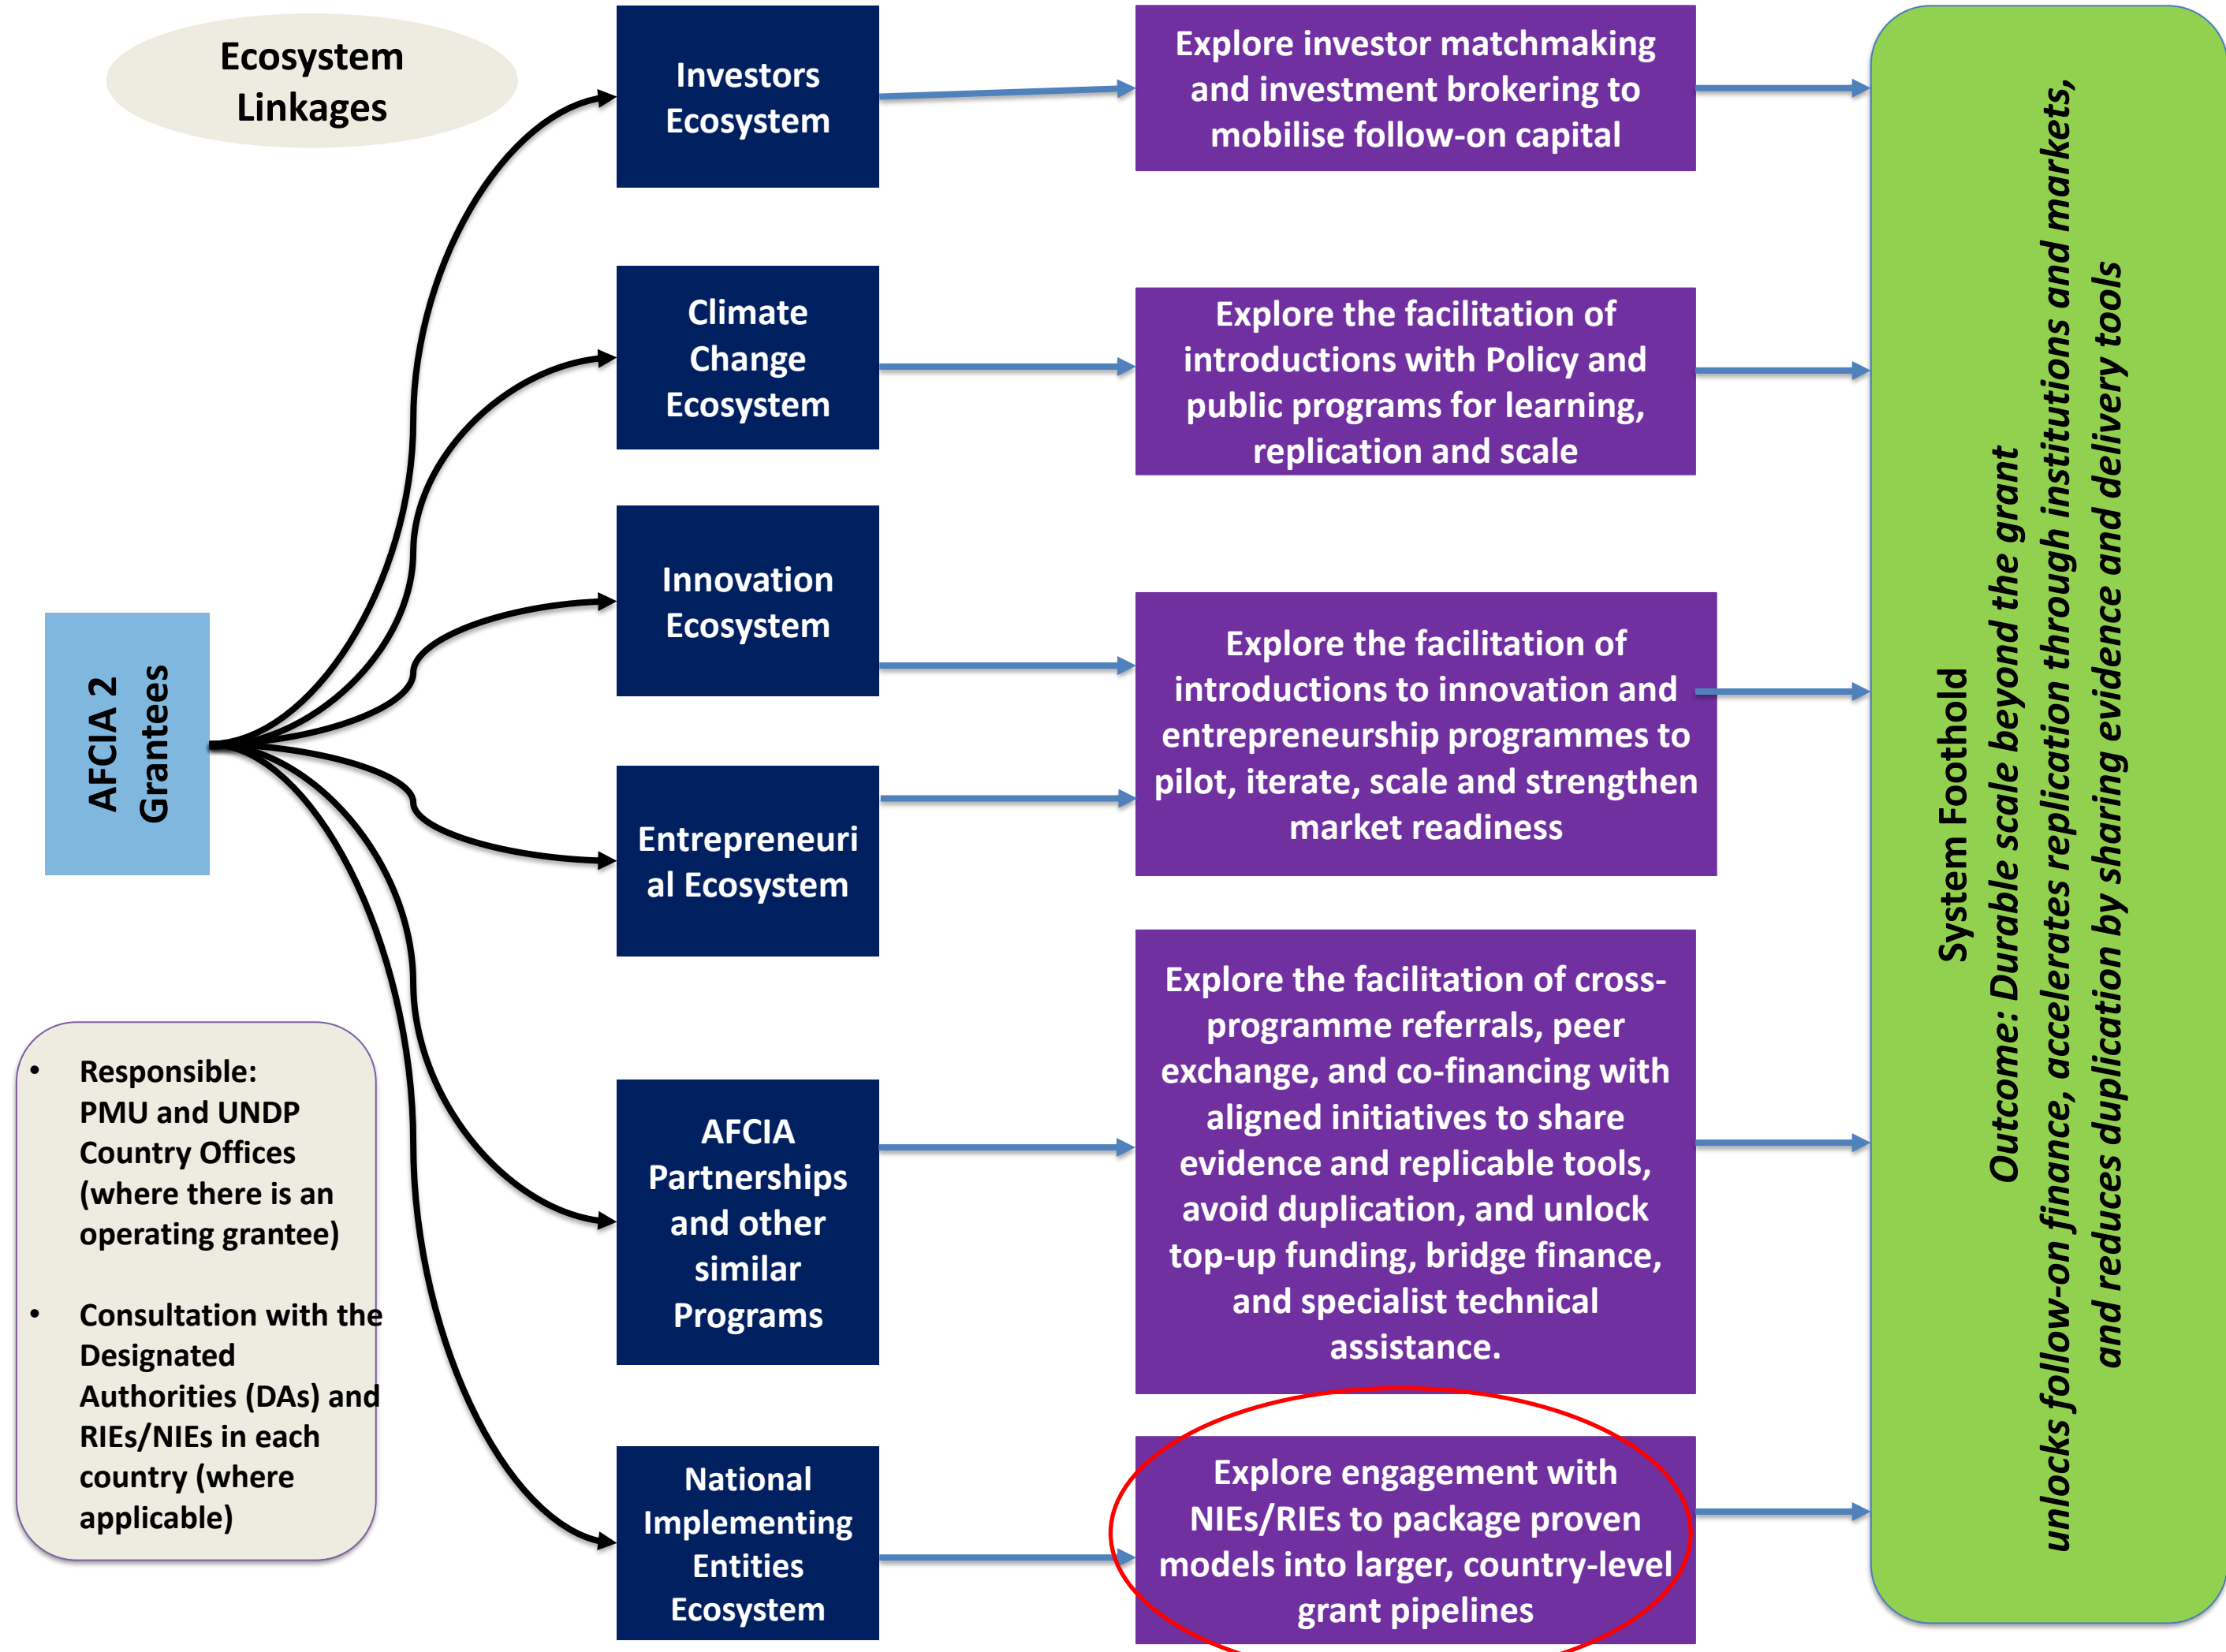 Ecosystem
Linkages
Investors
Ecosystem
Explore investor matchmaking
and investment brokering to
mobilise follow-on capital
Climate
Change
Ecosystem
Explore the facilitation of
introductions with Policy and
public programs for learning,
replication and scale
Innovation
Ecosystem
Explore the facilitation of
introductions to innovation and
entrepreneurship programmes to
pilot, iterate, scale and strengthen
market readiness
AFCIA 2
Grantees
Entrepreneuri
al Ecosystem
AFCIA
Partnerships
and other
similar
Programs
Explore the facilitation of cross-
programme referrals, peer
exchange, and co-financing with
aligned initiatives to share
evidence and replicable tools,
avoid duplication, and unlock
top-up funding, bridge finance,
and specialist technical
assistance.
• Responsible:
PMU and UNDP
Country Offices
(where there is an
operating grantee)
• Consultation with the
Designated
Authorities (DAs) and
RIEs/NIEs in each
country (where
applicable)
National
Implementing
Entities
Ecosystem
Explore engagement with
NIEs/RIEs to package proven
models into larger, country-level
grant pipelines
System Foothold
Outcome: Durable scale beyond the grant
unlocks follow-on finance, accelerates replication through institutions and markets,
and reduces duplication by sharing evidence and delivery tools